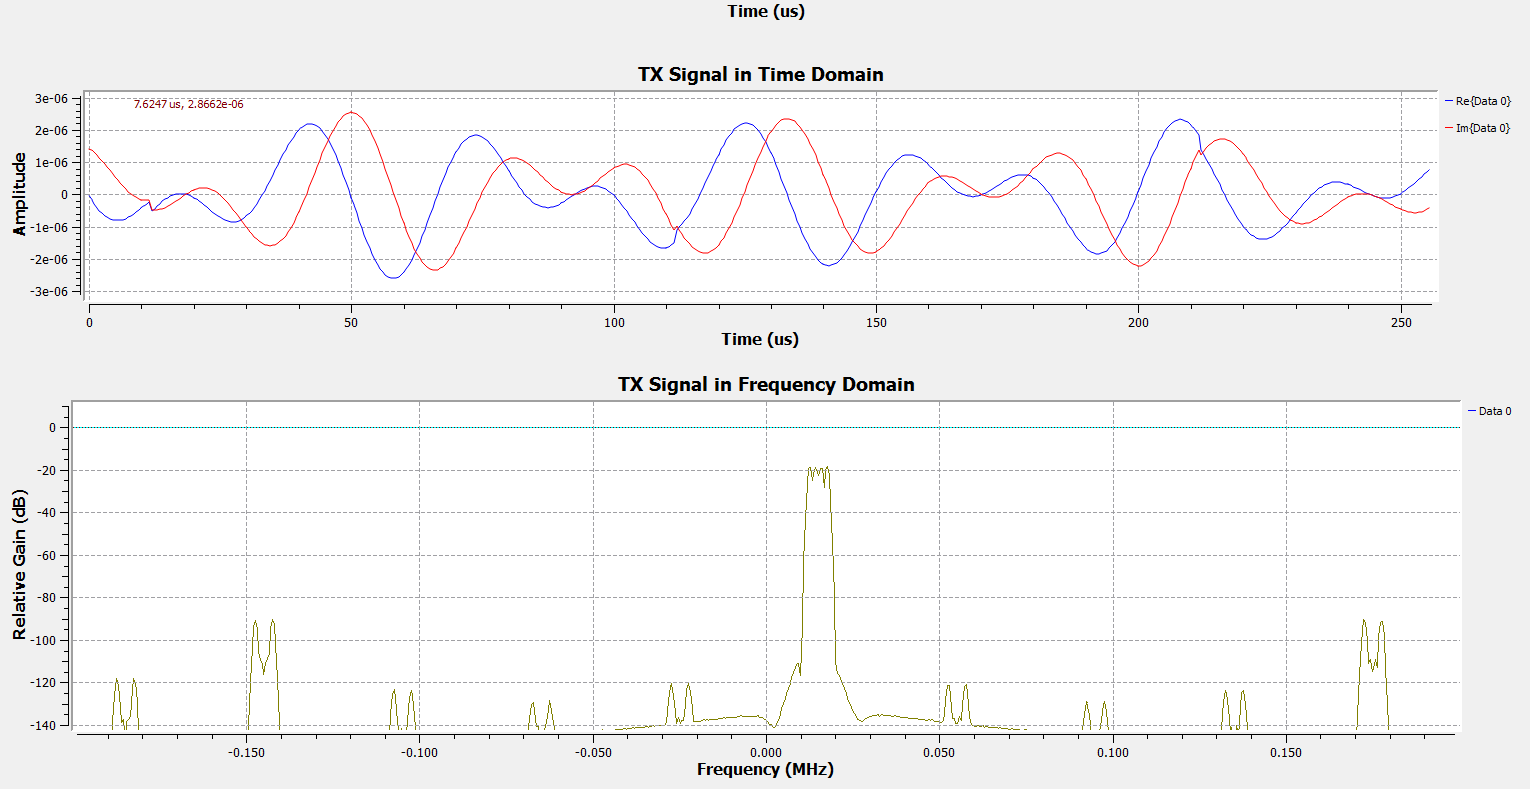 Time (us)
TX Signal in Time Domain
3e-06
7.6247 us, 2.8662e-06
Re{Data 0}
2e-06
Im{Data 0}
1e-06
0
-1e-06
-2e-06
-3e-06
Amplitude
0 50 100 150 200 250
Time (us)
TX Signal in Frequency Domain
Data 0
0
-20
-40
-60
-80
-100
-120
-140
Relative Gain (dB)
-0.150 -0.100 -0.050 0.000 0.050 0.100 0.150
Frequency (MHz)